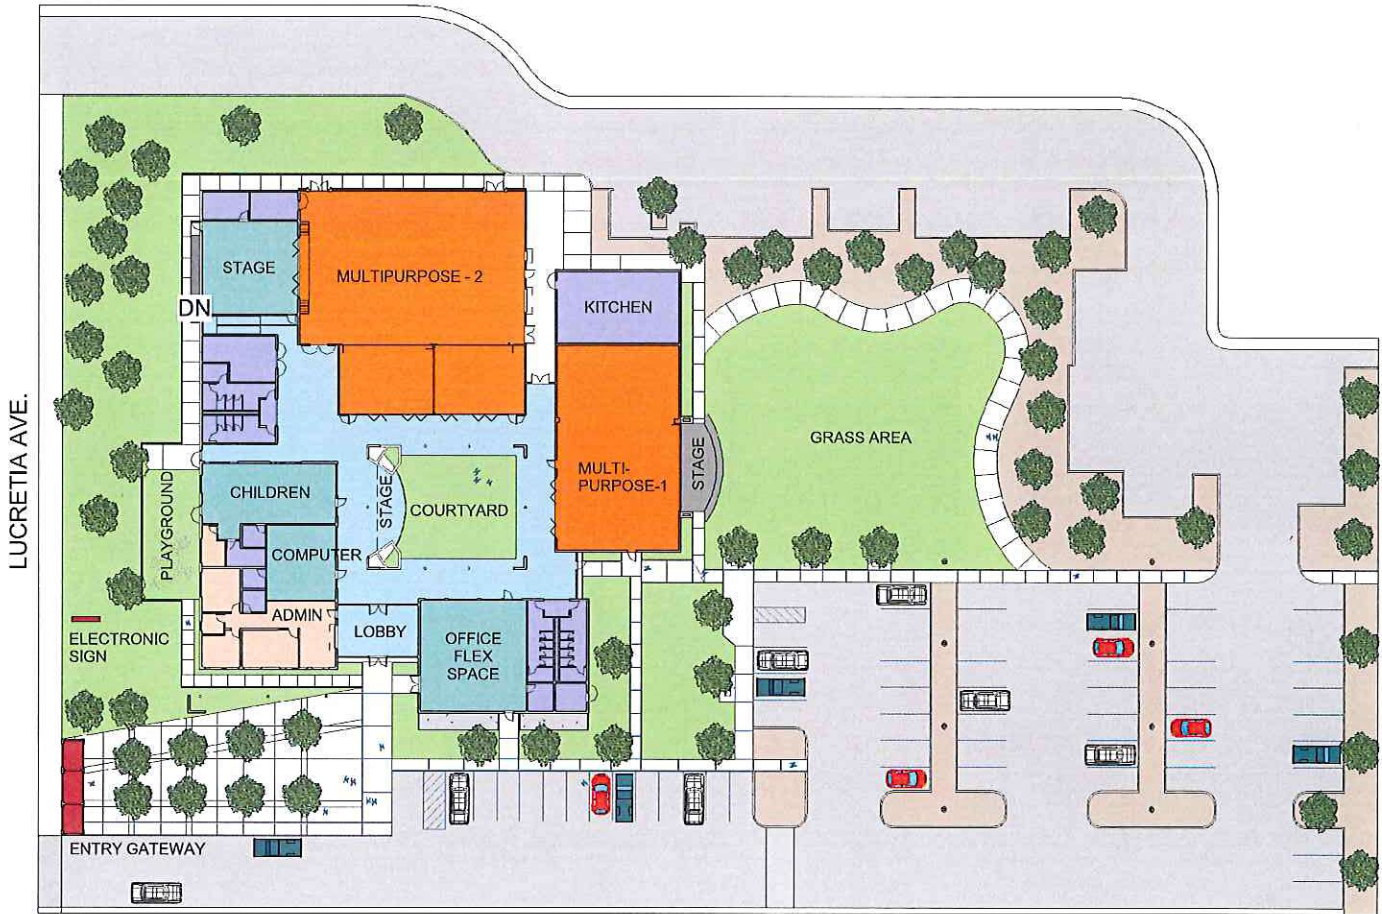 STAGE
MULTIPURPOSE - 2
DN
KITCHEN
LUCRETIA AVE.
GRASS AREA
MULTI-
PURPOSE-1
STAGE
CHILDREN
PLAYGROUND
STAGE
COURTYARD
COMPUTER
ADMIN
LOBBY
OFFICE
FLEX
SPACE
ELECTRONIC
SIGN
ENTRY GATEWAY